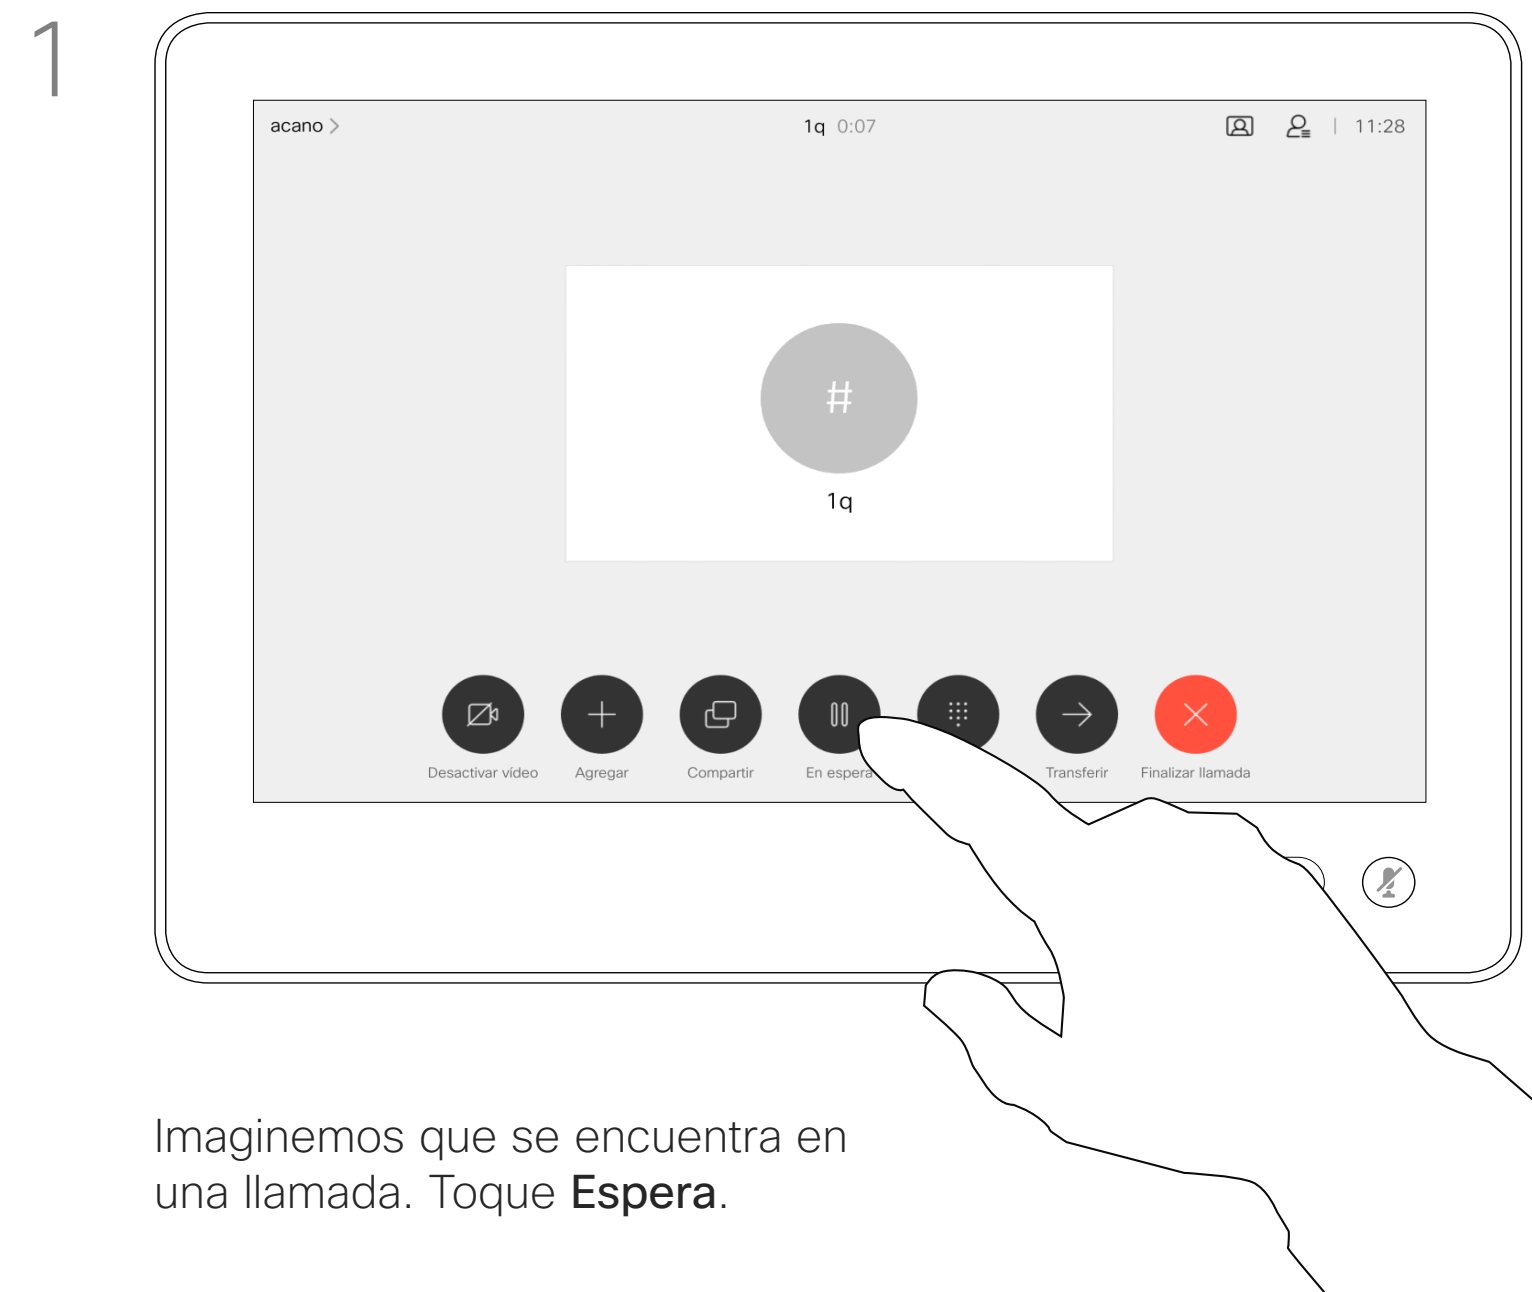 1
acano
1q 0:07
11:28
#
1q
Desactivar vídeo
Agregar
Compartir
En espera
Transferir
Finalizar llamada
Imaginemos que se encuentra en
una llamada. Toque Espera.